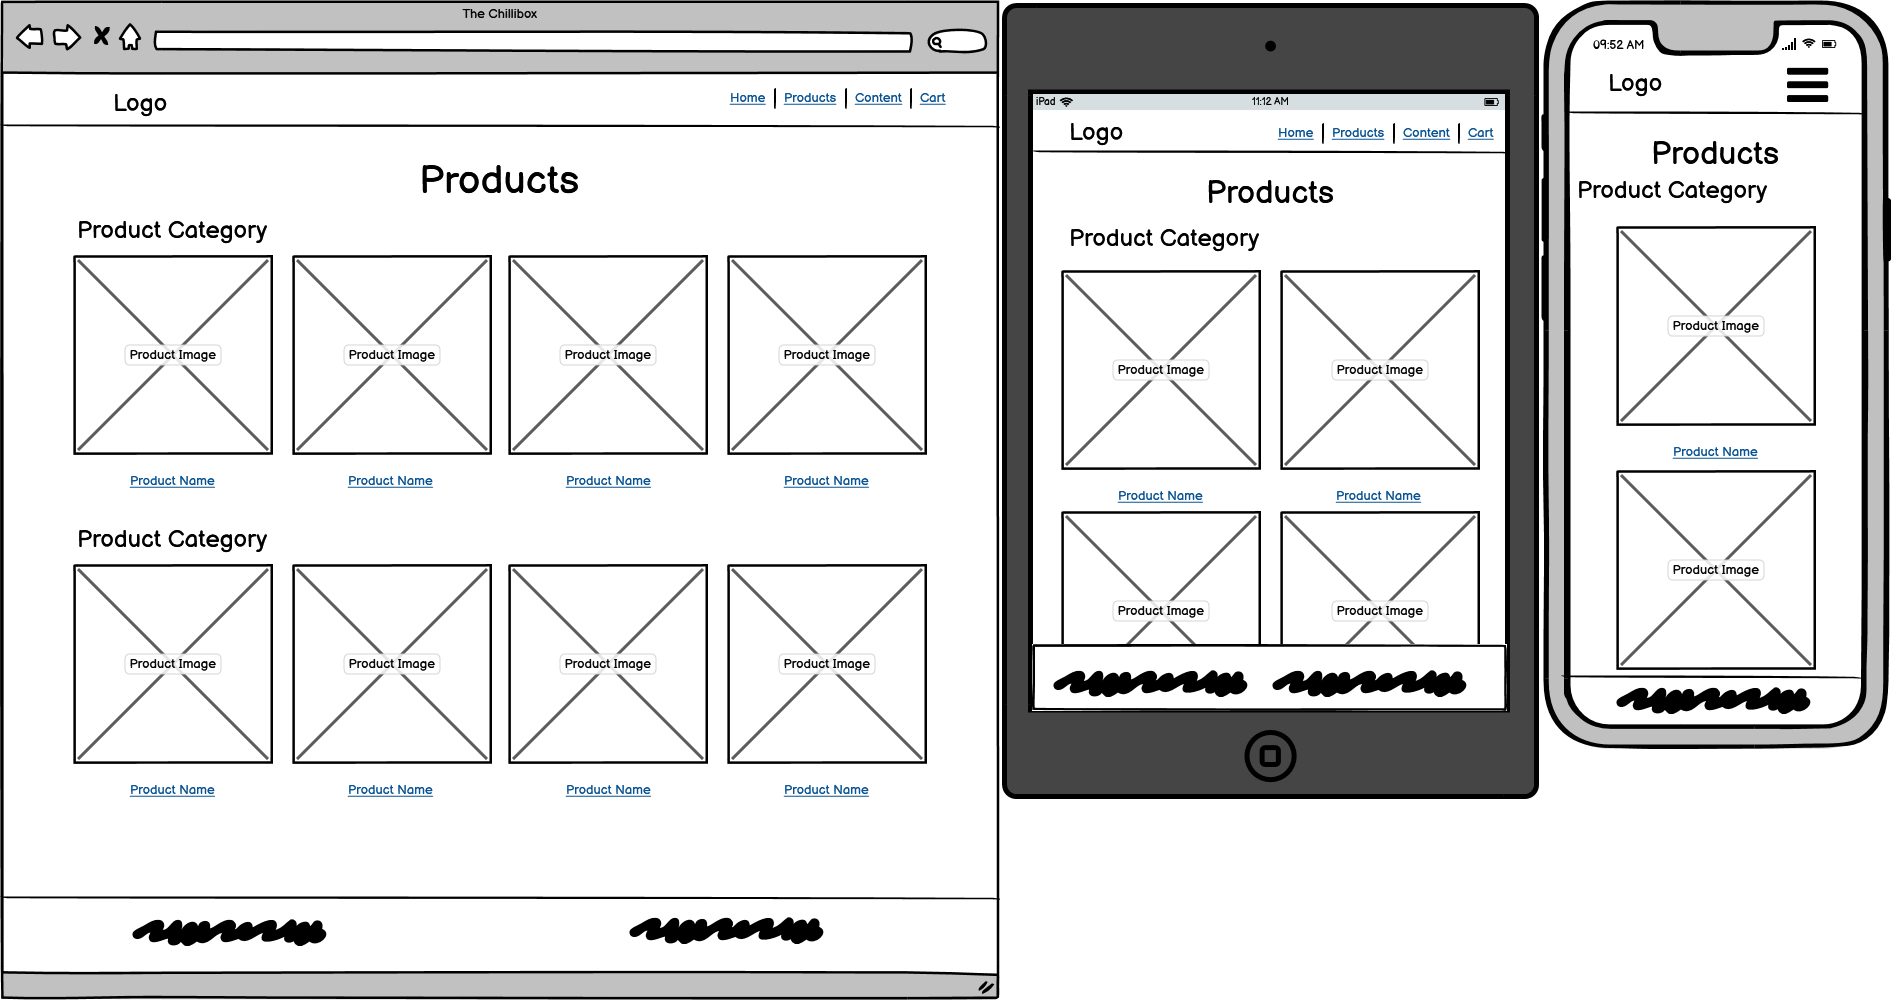 The Chillibox
Logo
Home Products Content Cart
Products
Product Category
Product Image Product Image Product Image Product Image
Product Name Product Name Product Name Product Name
Product Category
Product Image Product Image Product Image Product Image
Product Name Product Name Product Name Product Name
iPad 11:12 AM
Logo Home Products Content Cart
Products
Product Category
Product Image Product Image
Product Name Product Name
Product Image Product Image
09:52 AM
Logo
Products
Product Category
Product Image
Product Name
Product Image